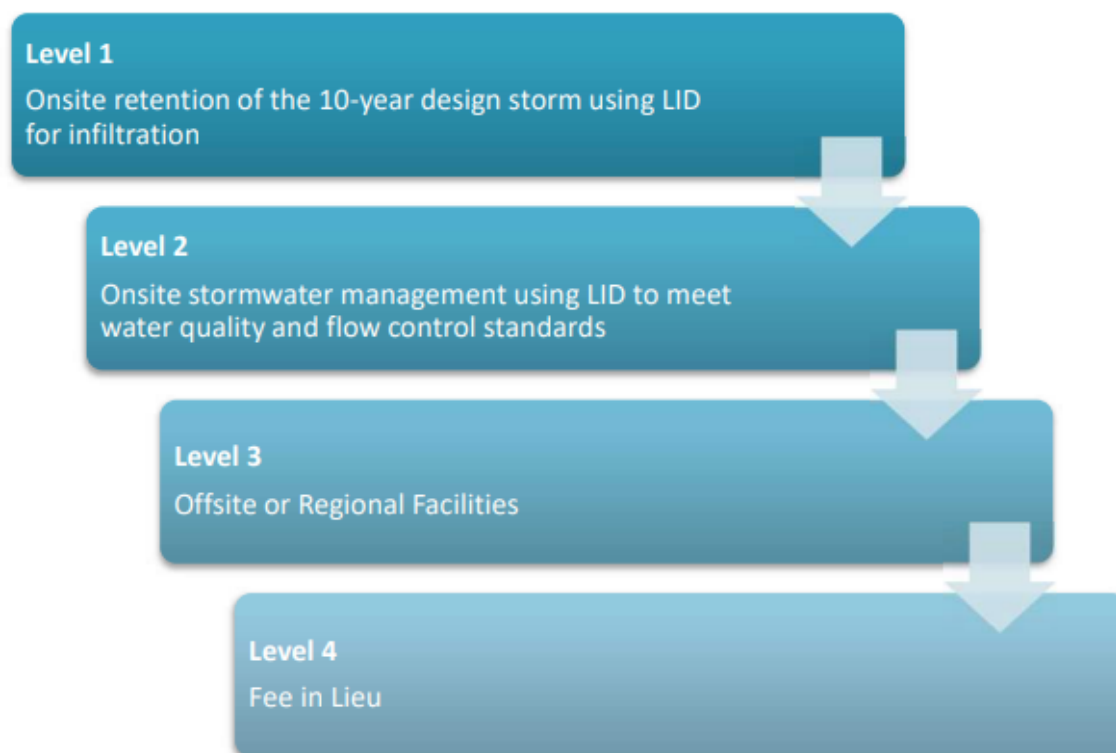 Level 1
Onsite retention of the 10-year design storm using LID
for infiltration
Level 2
Onsite stormwater management using LID to meet
water quality and flow control standards
Level 3
Offsite or Regional Facilities
Level 4
Fee in Lieu